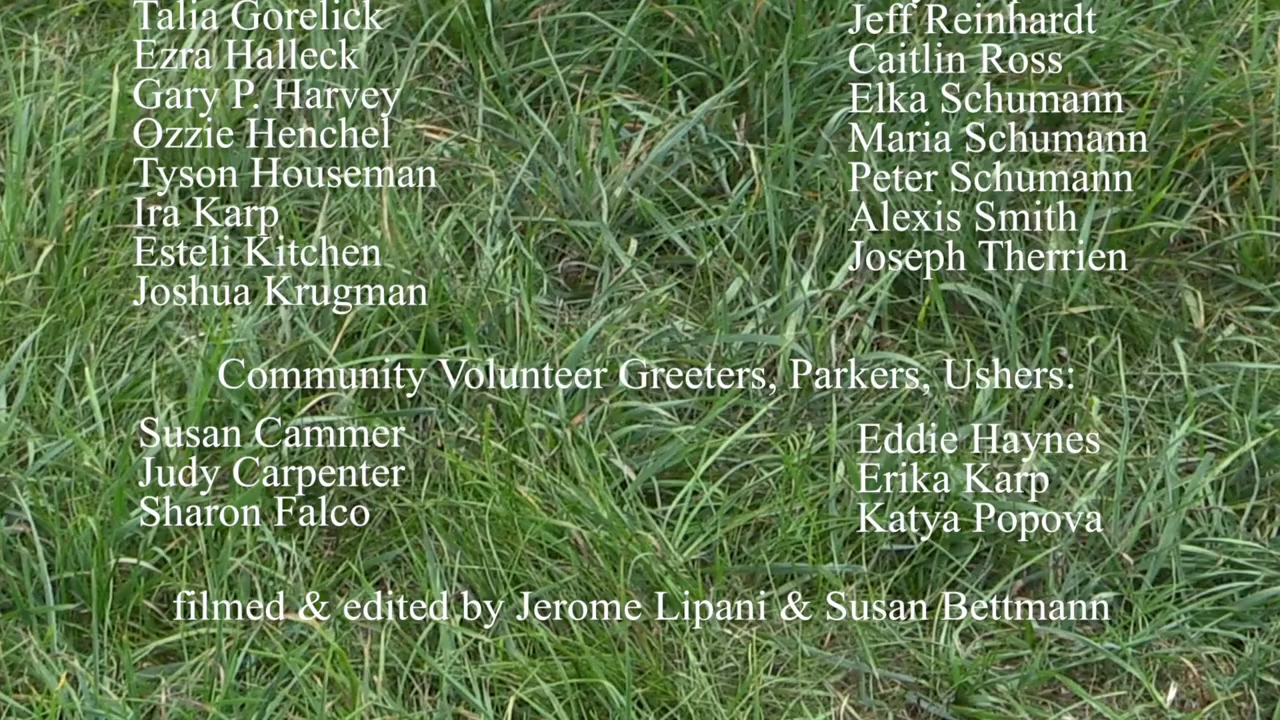 Talia Gorelick
Ezra Halleck
Gary P. Harvey
Ozzie Henchel
Tyson Houseman
Ira Karp
Esteli Kitchen
Joshua Krugman
Jeff Reinhardt
Caitlin Ross
Elka Schumann
Maria Schumann
Peter Schumann
Alexis Smith
Joseph Therrien
Community Volunteer Greeters, Parkers, Ushers:
Susan Cammer
Judy Carpenter
Sharon Falco
Eddie Haynes
Erika Karp
Katya Popova
filmed & edited by Jerome Lipani & Susan Bettmann